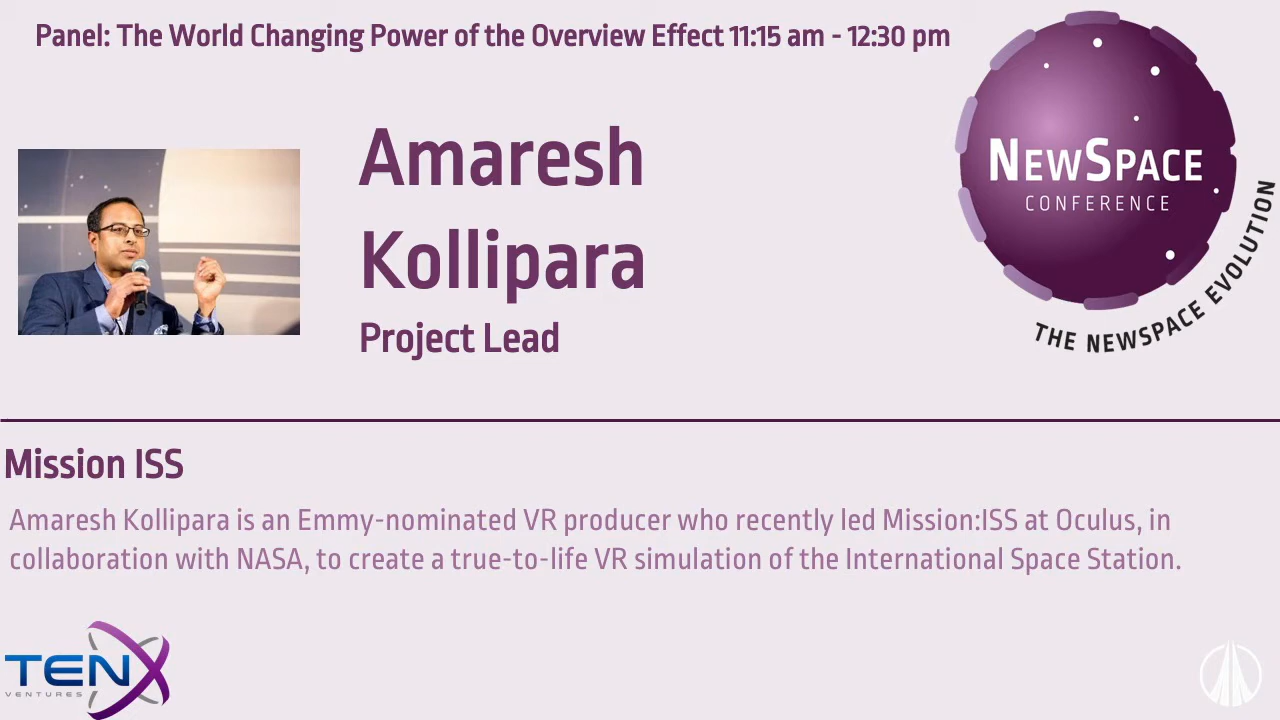 Panel: The World Changing Power of the Overview Effect 11:15 am - 12:30 pm
Amaresh
Kollipara
Project Lead
NEWSPACE
CONFERENCE
THE NEWSPACE EVOLUTION
Mission ISS
Amaresh Kollipara is an Emmy-nominated VR producer who recently led Mission:ISS at Oculus, in
collaboration with NASA, to create a true-to-life VR simulation of the International Space Station.
TENX
VENTURES